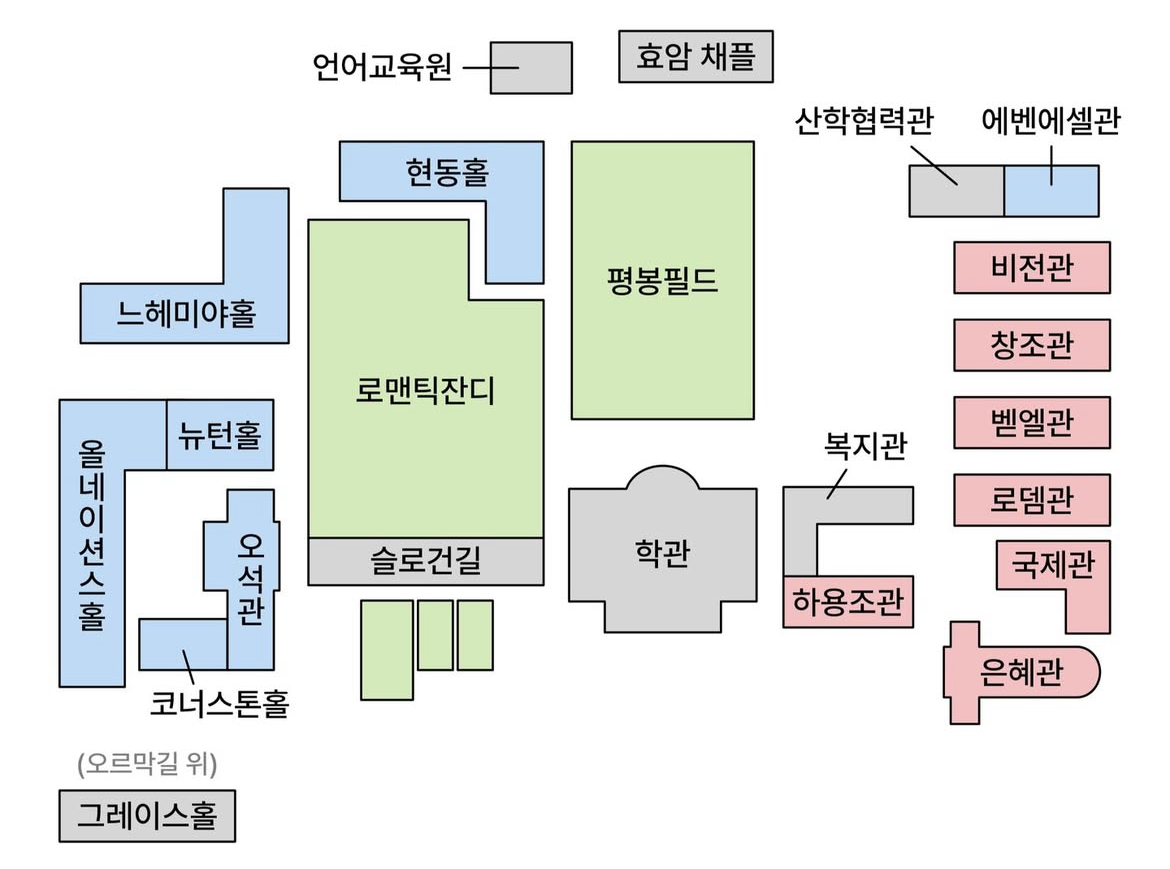 언어교육원
효암 채플
산학협력관
에벤에셀관
현동홀
비전관
평봉필드
느헤미야홀
창조관
로맨틱잔디
벧엘관
뉴턴홀
올네이션스홀
복지관
로뎀관
오석관
슬로건길
학관
국제관
하용조관
은혜관
코너스톤홀
(오르막길 위)
그레이스홀